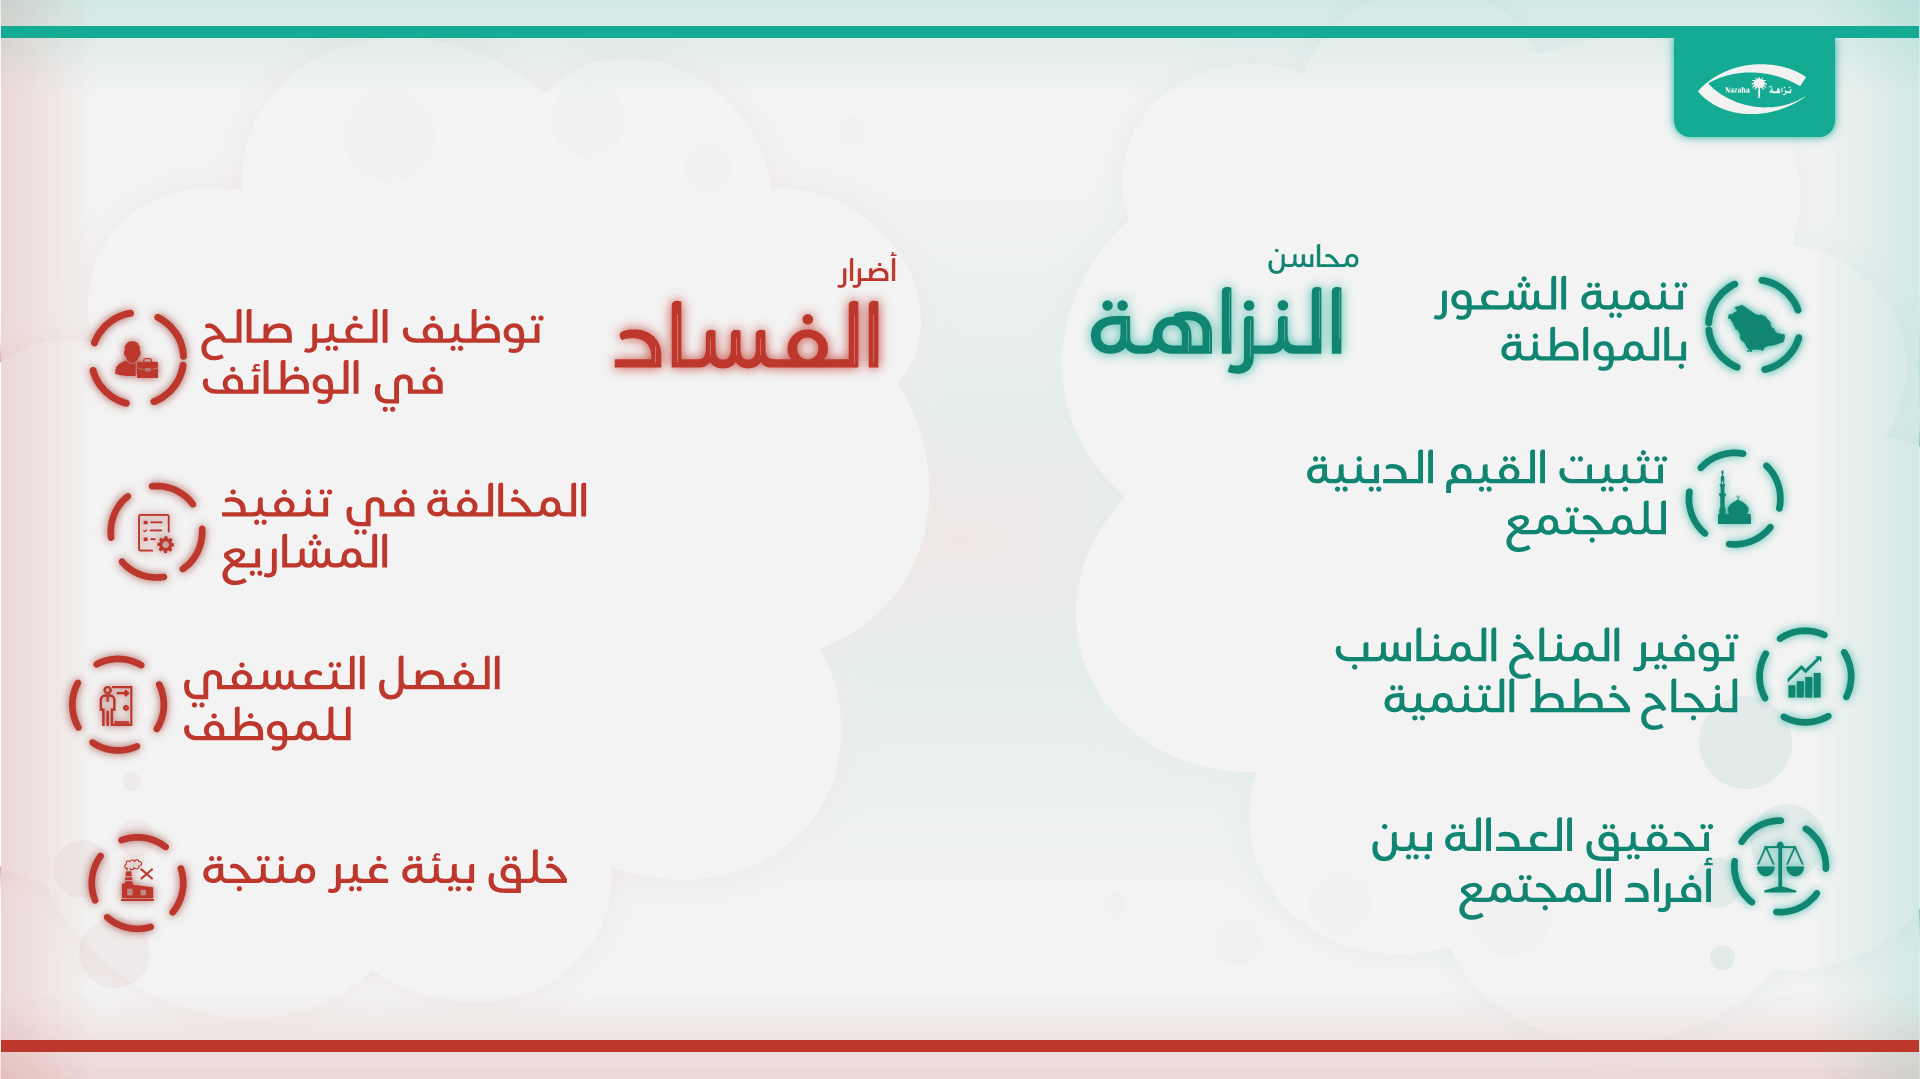 Nazaha نزاهة
محاسن
النزاهة
تنمية الشعور
بالمواطنة
تثبيت القيم الدينية
للمجتمع
توفير المناخ المناسب
لنجاح خطط التنمية
تحقيق العدالة بين
أفراد المجتمع
أضرار
الفساد
توظيف الغير صالح
في الوظائف
المخالفة في تنفيذ
المشاريع
الفصل التعسفي
للموظف
خلق بيئة غير منتجة